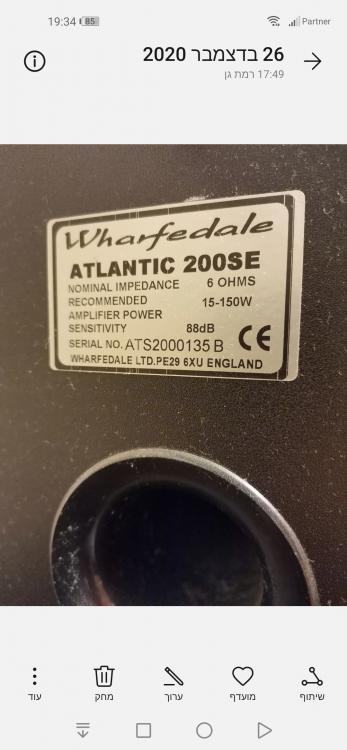 19:34 85 Partner
26 בדצמבר 2020
17:49 רמת גן
Wharfedale
ATLANTIC 200SE
NOMINAL IMPEDANCE 6 OHMS
RECOMMENDED 15-150W
AMPLIFIER POWER
SENSITIVITY 88dB
SERIAL NO. ATS2000135 B CE
WHARFEDALE LTD.PE29 6XU ENGLAND
שיתוף מועדף ערוך מחק עוד